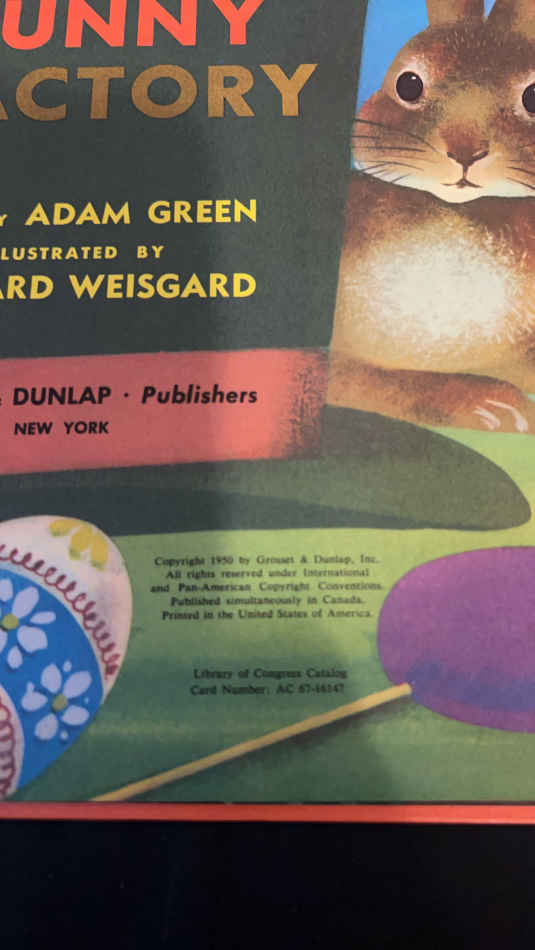 UNNY
ACTORY
Y ADAM GREEN
LUSTRATED BY
ARD WEISGARD
& DUNLAP · Publishers
NEW YORK
Copyright 1950 by Grosset & Dunlap, Inc.
All rights reserved under International
and Pan-American Copyright Conventions.
Published simultaneously in Canada.
Printed in the United States of America.
Library of Congress Catalog
Card Number: AC 67-16147